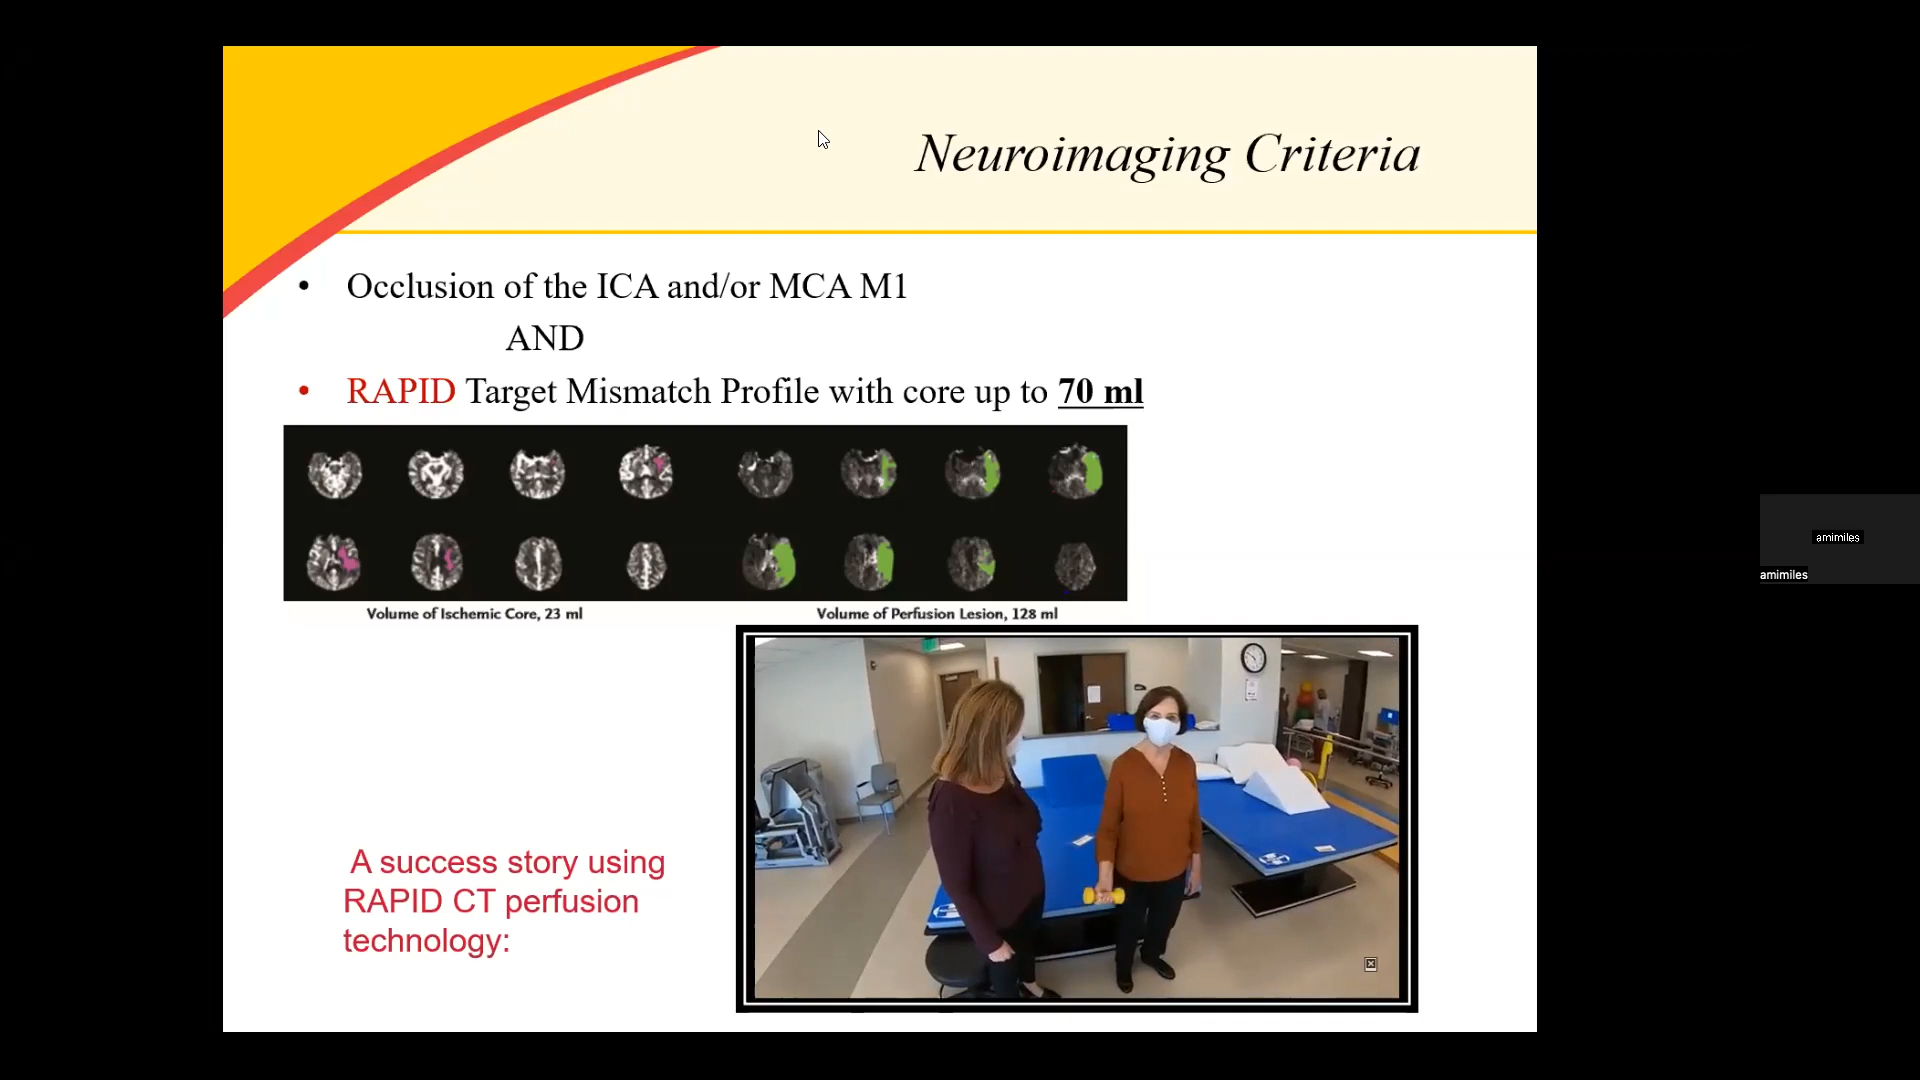 Neuroimaging Criteria
• Occlusion of the ICA and/or MCA M1
AND
• RAPID Target Mismatch Profile with core up to 70 ml
Volume of Ischemic Core, 23 ml
Volume of Perfusion Lesion, 128 ml
A success story using
RAPID CT perfusion
technology:
amimiles
amimiles